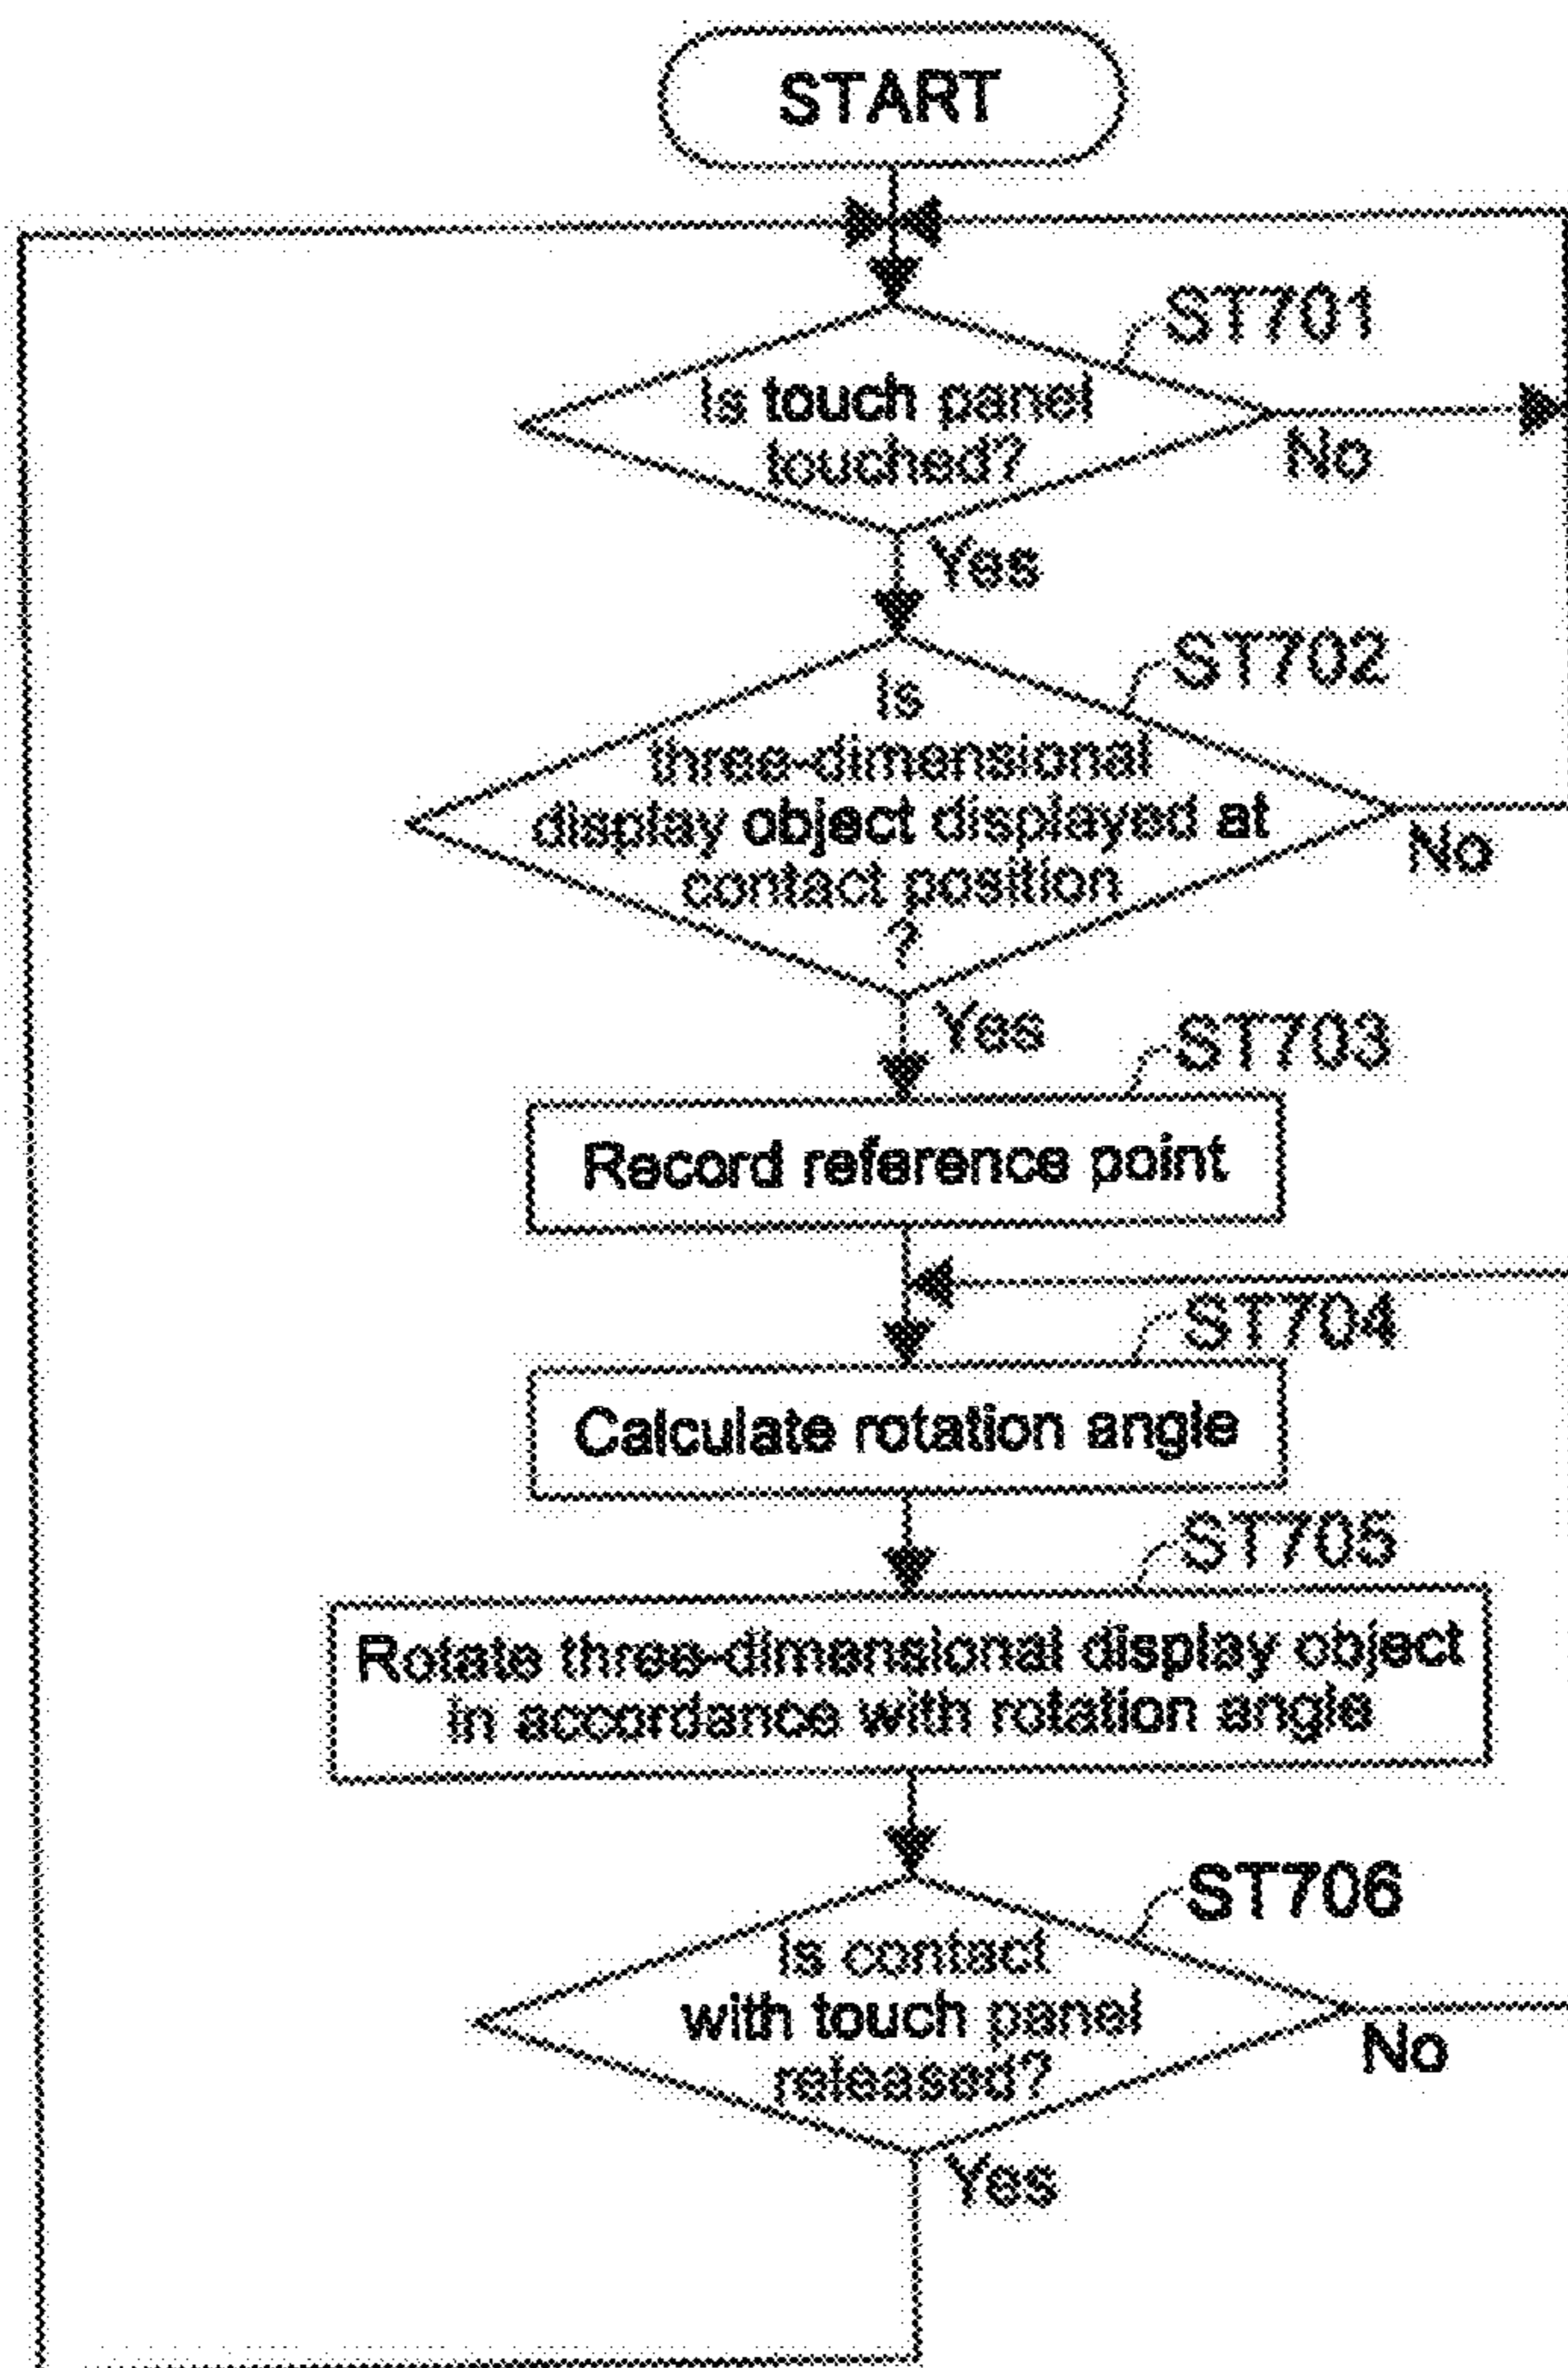 START
ST701
Is touch panel
touched?
No
Yes
ST702
Is
three-dimensional
display object displayed at
contact position
?
No
Yes
ST703
Record reference point
ST704
Calculate rotation angle
ST705
Rotate three-dimensional display object
in accordance with rotation angle
ST706
Is contact
with touch panel
released?
No
Yes